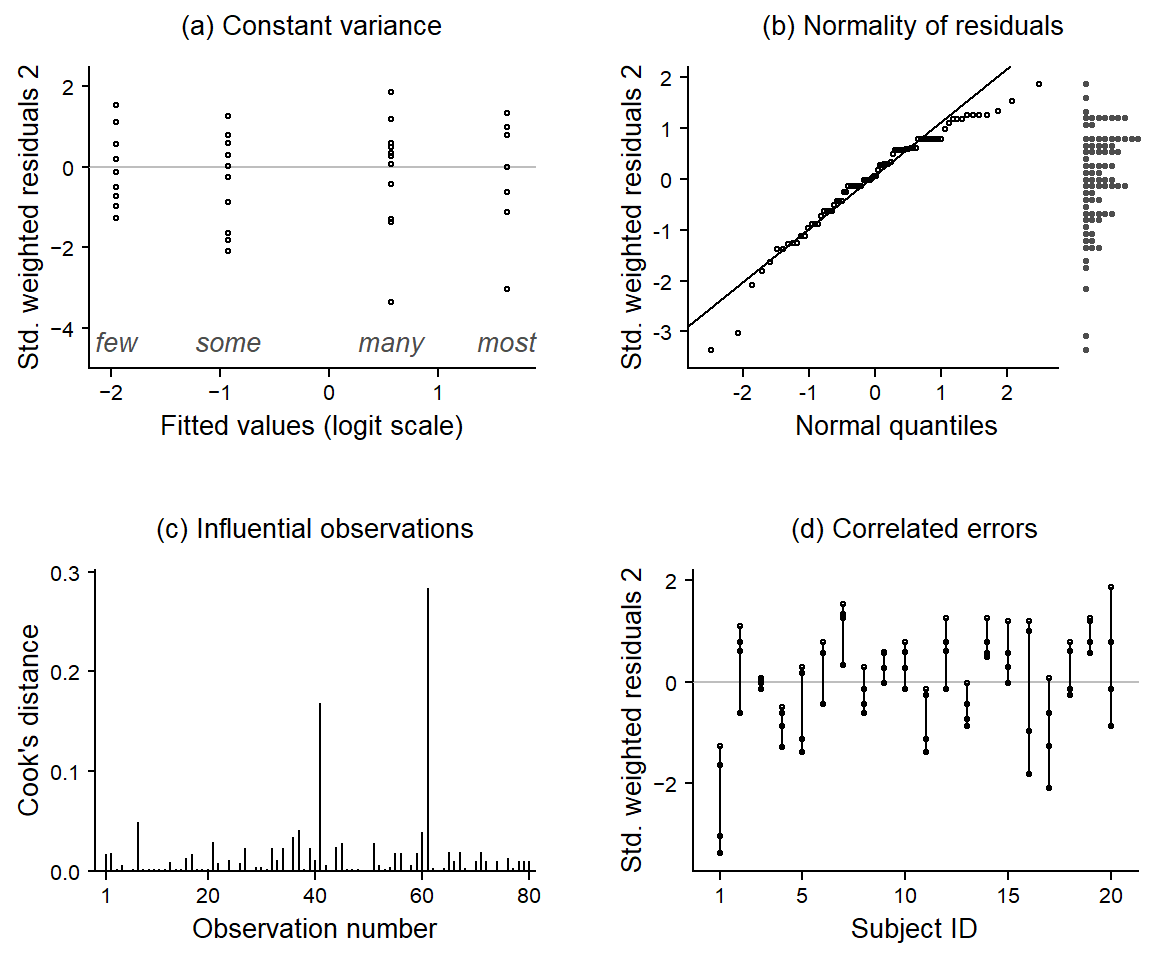 (a) Constant variance
Std. weighted residuals 2
2
0
−2
−4
few some many most
−2 −1 0 1
Fitted values (logit scale)
(b) Normality of residuals
Std. weighted residuals 2
2
1
0
-1
-2
-3
-2 -1 0 1 2
Normal quantiles
(c) Influential observations
Cook's distance
0.3
0.2
0.1
0.0
1 20 40 60 80
Observation number
(d) Correlated errors
Std. weighted residuals 2
2
0
−2
1 5 10 15 20
Subject ID